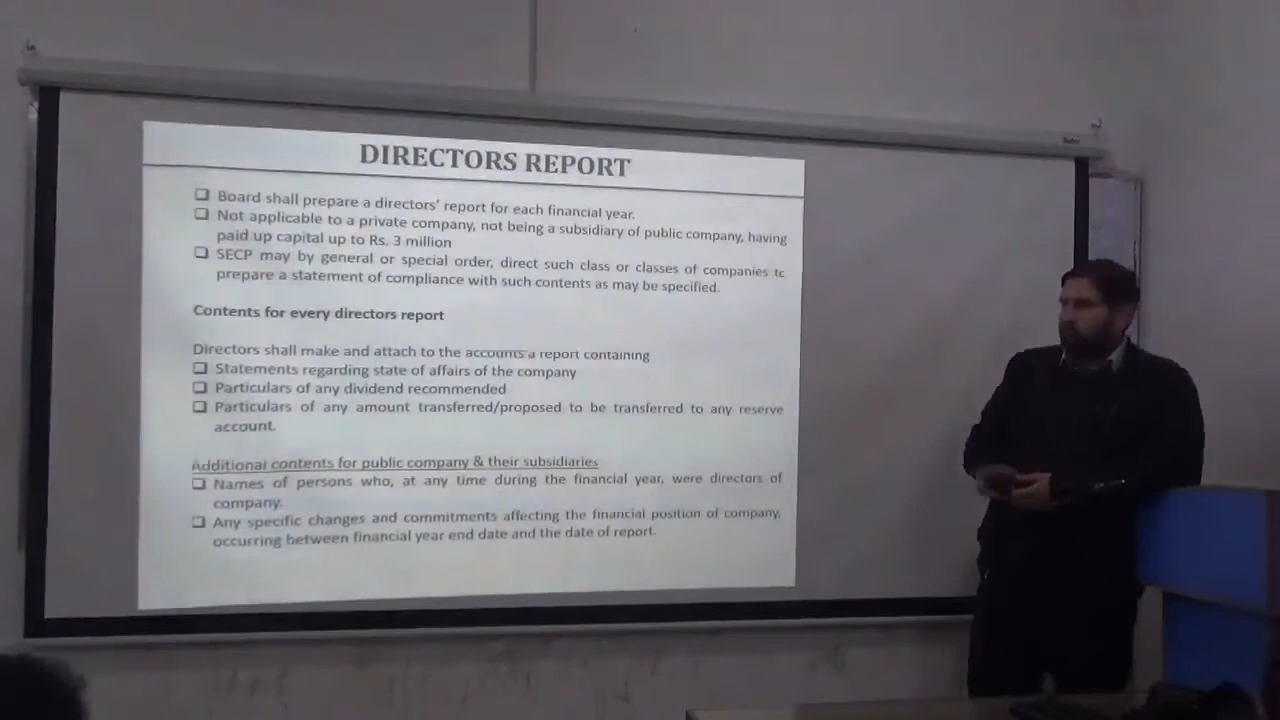 DIRECTORS REPORT
❑ Board shall prepare a directors' report for each financial year.
❑ Not applicable to a private company, not being a subsidiary of public company, having
paid up capital up to Rs. 3 million
❑ SECP may by general or special order, direct such class or classes of companies to
prepare a statement of compliance with such contents as may be specified.
Contents for every directors report
Directors shall make and attach to the accounts a report containing
❑ Statements regarding state of affairs of the company
❑ Particulars of any dividend recommended
❑ Particulars of any amount transferred/proposed to be transferred to any reserve
account.
Additional contents for public company & their subsidiaries
❑ Names of persons who, at any time during the financial year, were directors of
company.
❑ Any specific changes and commitments affecting the financial position of company,
occurring between financial year end date and the date of report.